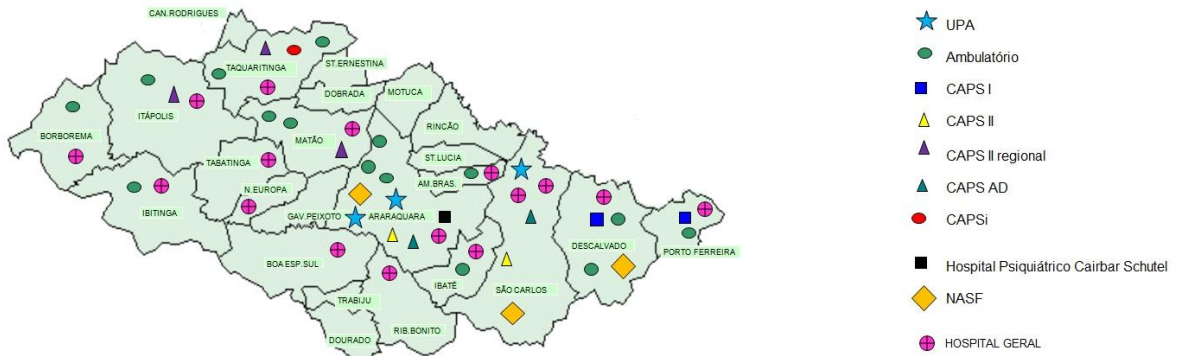 CAN.RODRIGUES
TAQUARITINGA
ST.ERNESTINA
DOBRADA
MOTUCA
ITÁPOLIS
RINCÃO
BORBOREMA
MATÃO
TABATINGA
ST.LUCIA
AM.BRAS.
N.EUROPA
IBITINGA
GAV.PEIXOTO
ARARAQUARA
DESCALVADO
PORTO FERREIRA
BOA ESP.SUL
IBATÉ
SÃO CARLOS
TRABIJU
RIB.BONITO
DOURADO
UPA
Ambulatório
CAPS I
CAPS II
CAPS II regional
CAPS AD
CAPSi
Hospital Psiquiátrico Cairbar Schutel
NASF
HOSPITAL GERAL